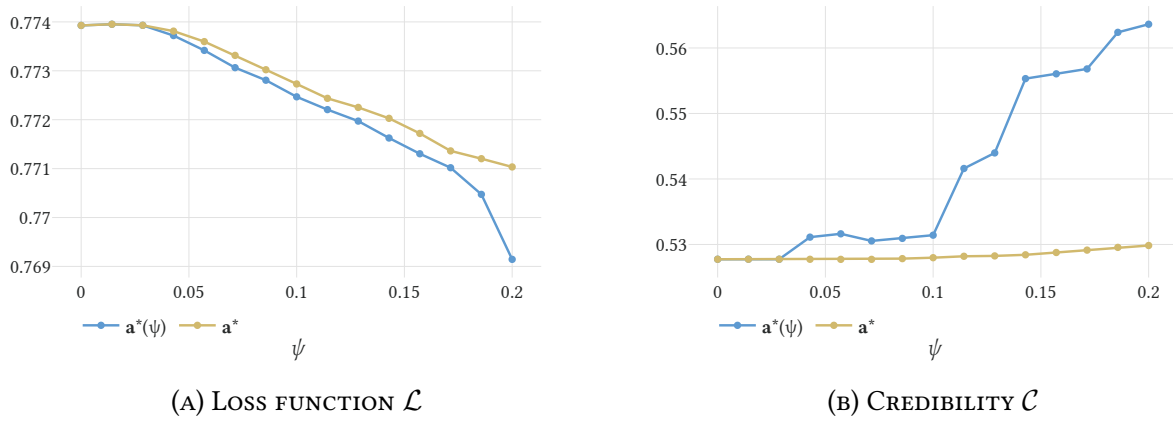 0.774
0.773
0.772
0.771
0.77
0.769
0 0.05 0.1 0.15 0.2
a*(ψ) a*
ψ
(A) Loss function ℒ
0.56
0.55
0.54
0.53
0 0.05 0.1 0.15 0.2
a*(ψ) a*
ψ
(B) Credibility 𝒞